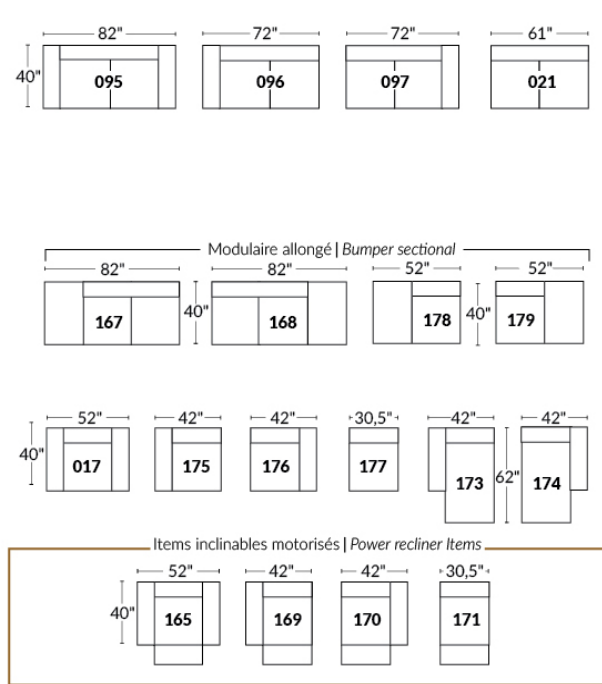 82" 72" 72" 61"
40" 095 096 097 021
Modulaire allongé | Bumper sectional
82" 82" 52" 52"
167 40" 168 178 40" 179
52" 42" 42" 30,5" 42" 42"
40" 017 175 176 177 173 62" 174
Items inclinables motorisés | Power recliner Items
52" 42" 42" 30,5"
40" 165 169 170 171